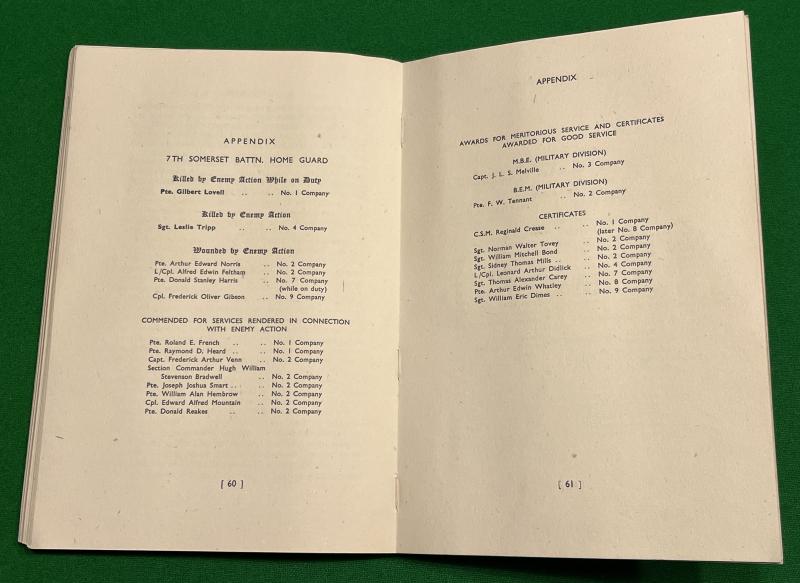 APPENDIX
7TH SOMERSET BATTN. HOME GUARD
Killed by Enemy Action While on Duty
Pte. Gilbert Lovell .. .. No. 1 Company
Killed by Enemy Action
Sgt. Leslie Tripp .. .. No. 4 Company
Wounded by Enemy Action
Pte. Arthur Edward Norris .. No. 2 Company
L/Cpl. Alfred Edwin Feltham .. No. 2 Company
Pte. Donald Stanley Harris .. No. 7 Company
(while on duty)
Cpl. Frederick Oliver Gibson .. No. 9 Company
COMMENDED FOR SERVICES RENDERED IN CONNECTION
WITH ENEMY ACTION
Pte. Roland E. French .. .. No. 1 Company
Pte. Raymond D. Heard .. .. No. 1 Company
Capt. Frederick Arthur Venn .. No. 2 Company
Section Commander Hugh William
Stevenson Bradwell .. No. 2 Company
Pte. Joseph Joshua Smart .. .. No. 2 Company
Pte. William Alan Hembrow .. No. 2 Company
Cpl. Edward Alfred Mountain .. No. 2 Company
Pte. Donald Reakes .. .. No. 2 Company
[ 60 ]
APPENDIX
AWARDS FOR MERITORIOUS SERVICE AND CERTIFICATES
AWARDED FOR GOOD SERVICE
M.B.E. (MILITARY DIVISION)
Capt. J. L. S. Melville .. .. No. 3 Company
B.E.M. (MILITARY DIVISION)
Pte. F. W. Tennant .. .. No. 2 Company
CERTIFICATES
C.S.M. Reginald Crease .. .. No. 1 Company
(later No. 8 Company)
Sgt. Norman Walter Tovey .. No. 2 Company
Sgt. William Mitchell Bond .. No. 2 Company
Sgt. Sidney Thomas Mills .. .. No. 2 Company
L/Cpl. Leonard Arthur Didlick .. No. 4 Company
Sgt. Thomas Alexander Carey .. No. 7 Company
Pte. Arthur Edwin Whatley .. No. 8 Company
Sgt. William Eric Dimes .. .. No. 9 Company
[ 61 ]